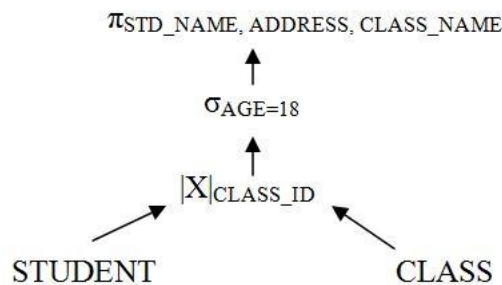 πSTD_NAME, ADDRESS, CLASS_NAME
σAGE=18
|X|CLASS_ID
STUDENT CLASS